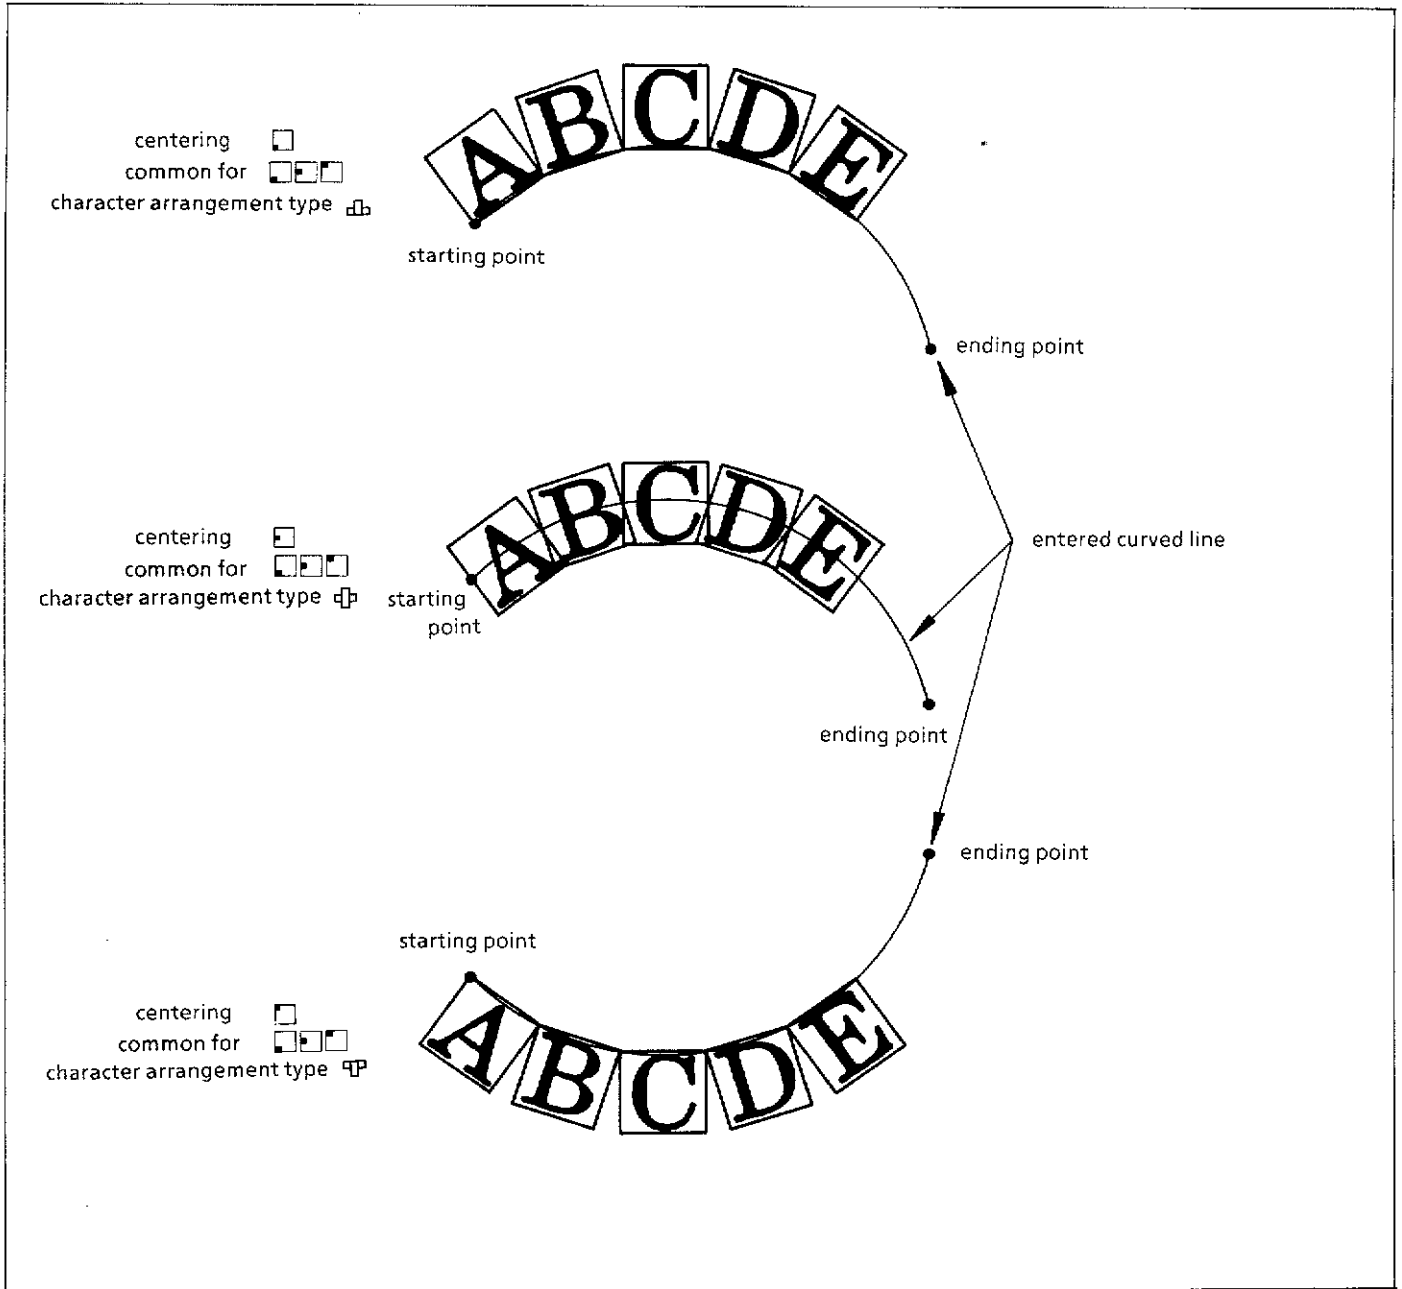 ABCDE
centering
common for
character arrangement type
starting point
ending point
ABCDE
centering
common for
character arrangement type
starting
point
entered curved line
ending point
ending point
starting point
centering
common for
character arrangement type
ABCDE